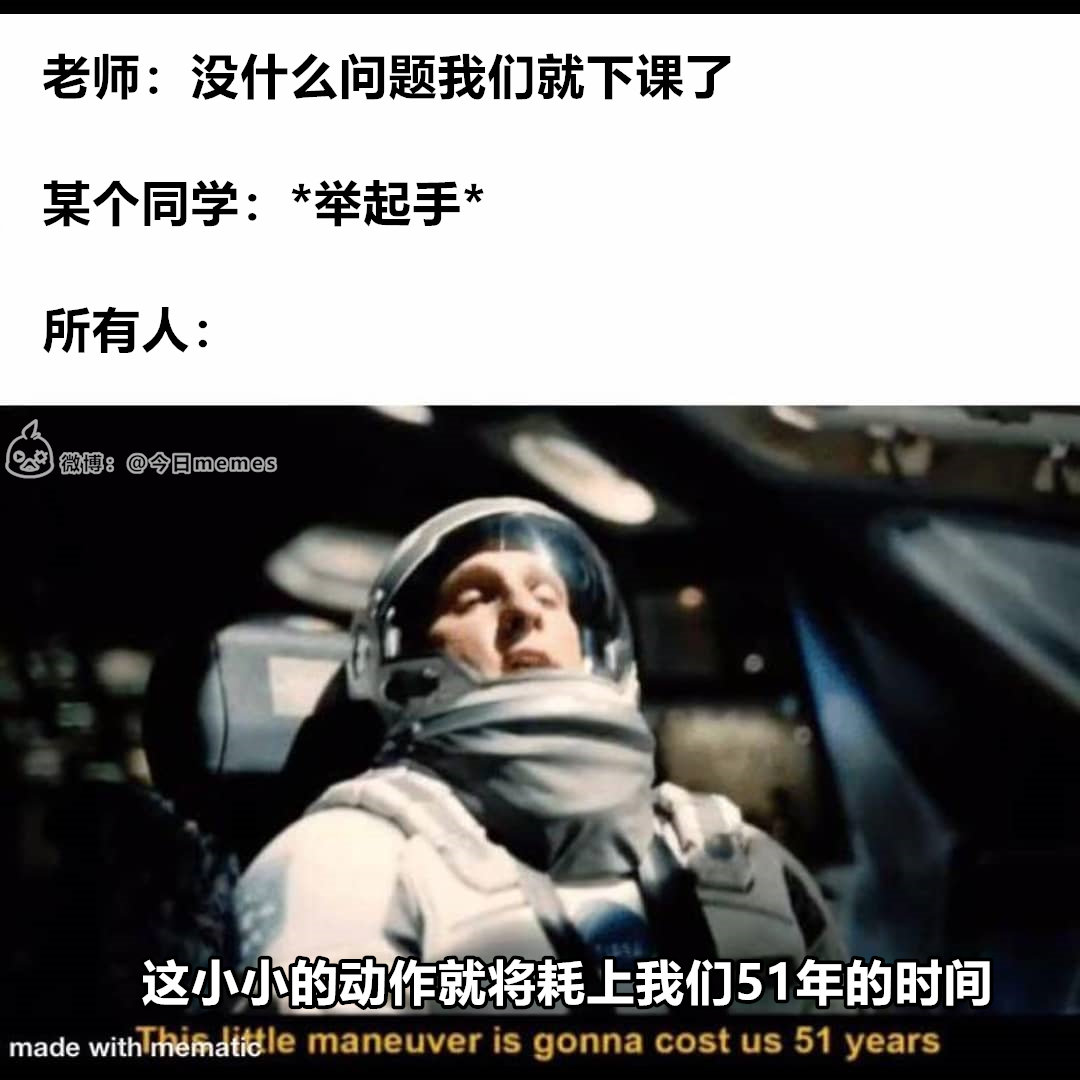 老师：没什么问题我们就下课了
某个同学：*举起手*
所有人：
微博：@今日memes
这小小的动作就将耗上我们51年的时间
This little maneuver is gonna cost us 51 years
made with mematic